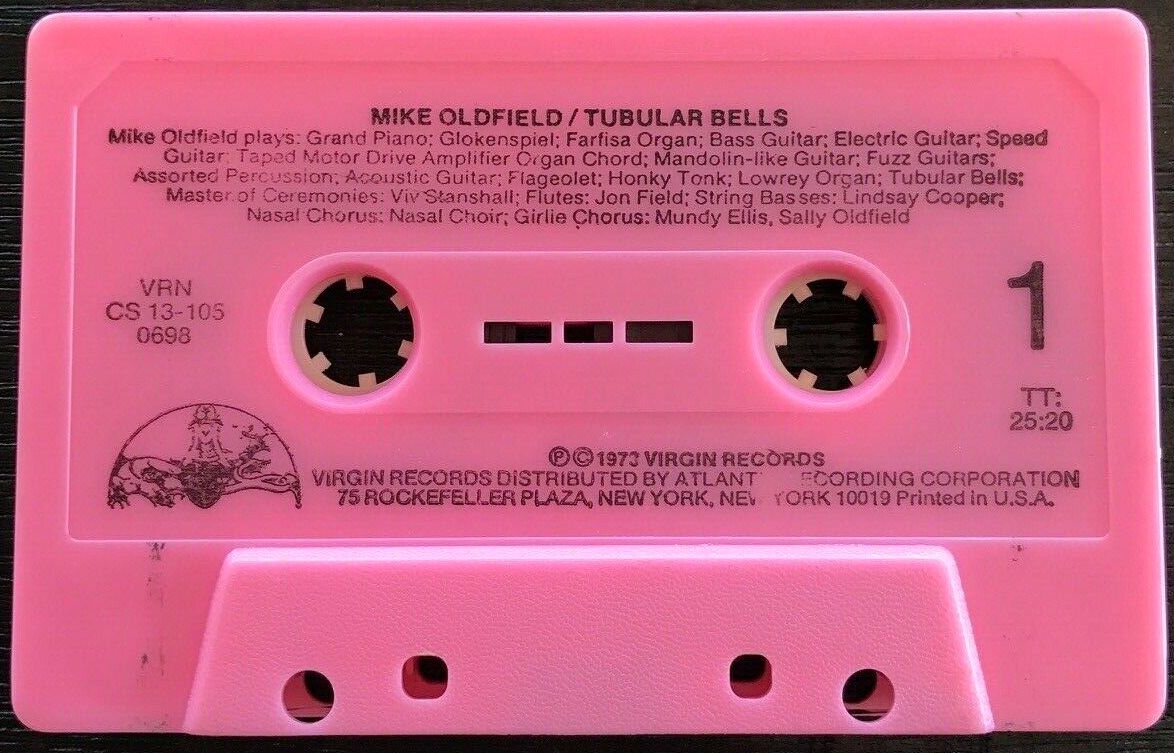 MIKE OLDFIELD / TUBULAR BELLS
Mike Oldfield plays: Grand Piano; Glokenspiel; Farfisa Organ; Bass Guitar; Electric Guitar; Speed
Guitar; Taped Motor Drive Amplifier Organ Chord; Mandolin-like Guitar; Fuzz Guitars;
Assorted Percussion; Acoustic Guitar; Flageolet; Honky Tonk; Lowrey Organ; Tubular Bells;
Master of Ceremonies: Viv Stanshall; Flutes: Jon Field; String Basses: Lindsay Cooper;
Nasal Chorus: Nasal Choir; Girlie Chorus: Mundy Ellis, Sally Oldfield
VRN
CS 13-105
0698
1
TT:
25:20
ⓅⒸ1973 VIRGIN RECORDS
VIRGIN RECORDS DISTRIBUTED BY ATLANT ECORDING CORPORATION
75 ROCKEFELLER PLAZA, NEW YORK, NEW YORK 10019 Printed in U.S.A.